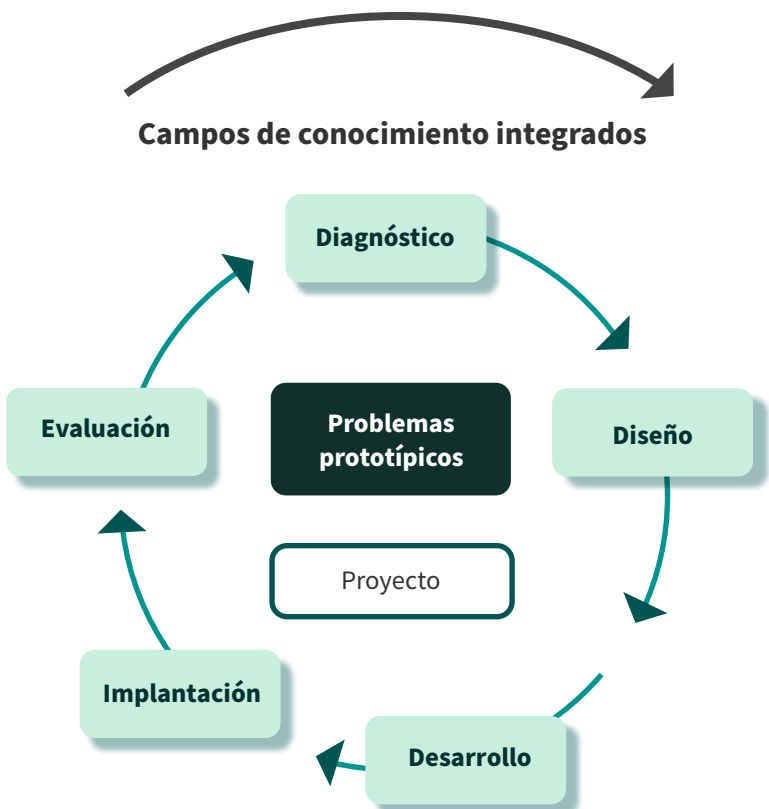 Campos de conocimiento integrados
Diagnóstico
Evaluación
Problemas
prototípicos
Diseño
Proyecto
Implantación
Desarrollo